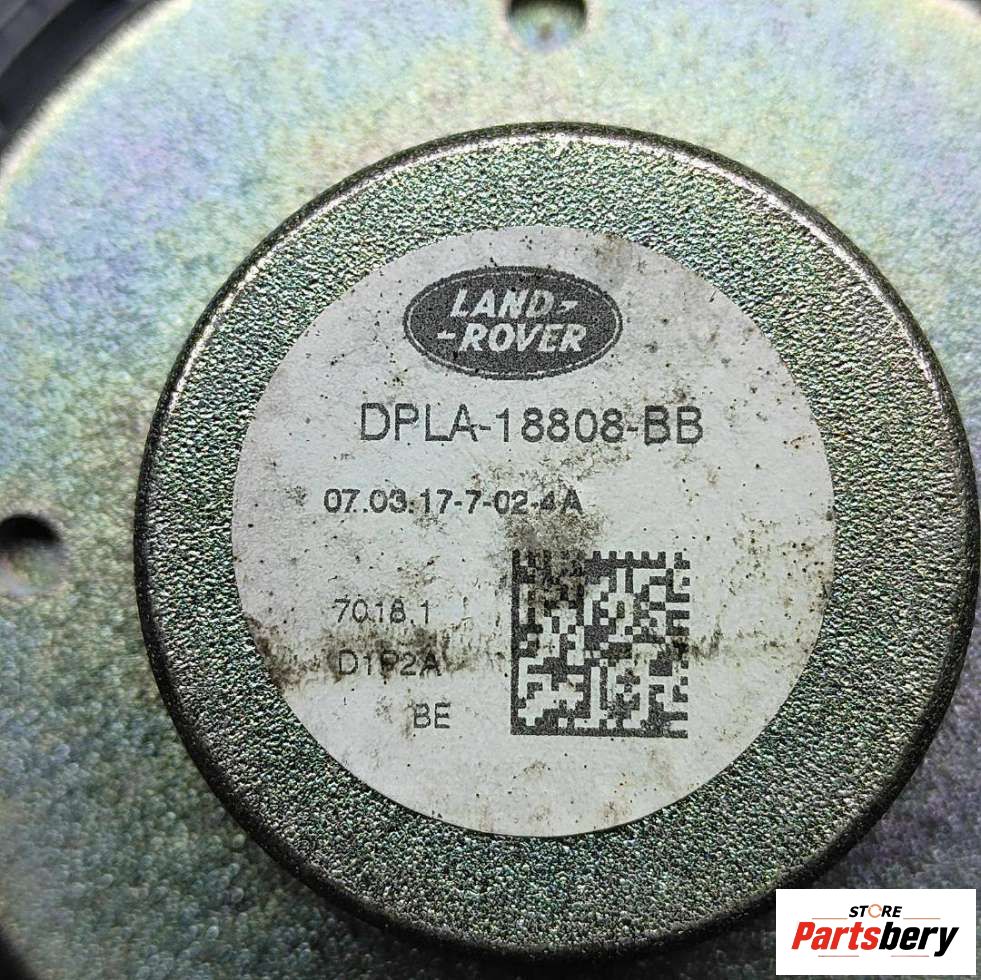 LAND-
-ROVER
DPLA-18808-BB
07.03.17-7-02-4A
7018.1
D1P2A
BE
STORE
Partsbery